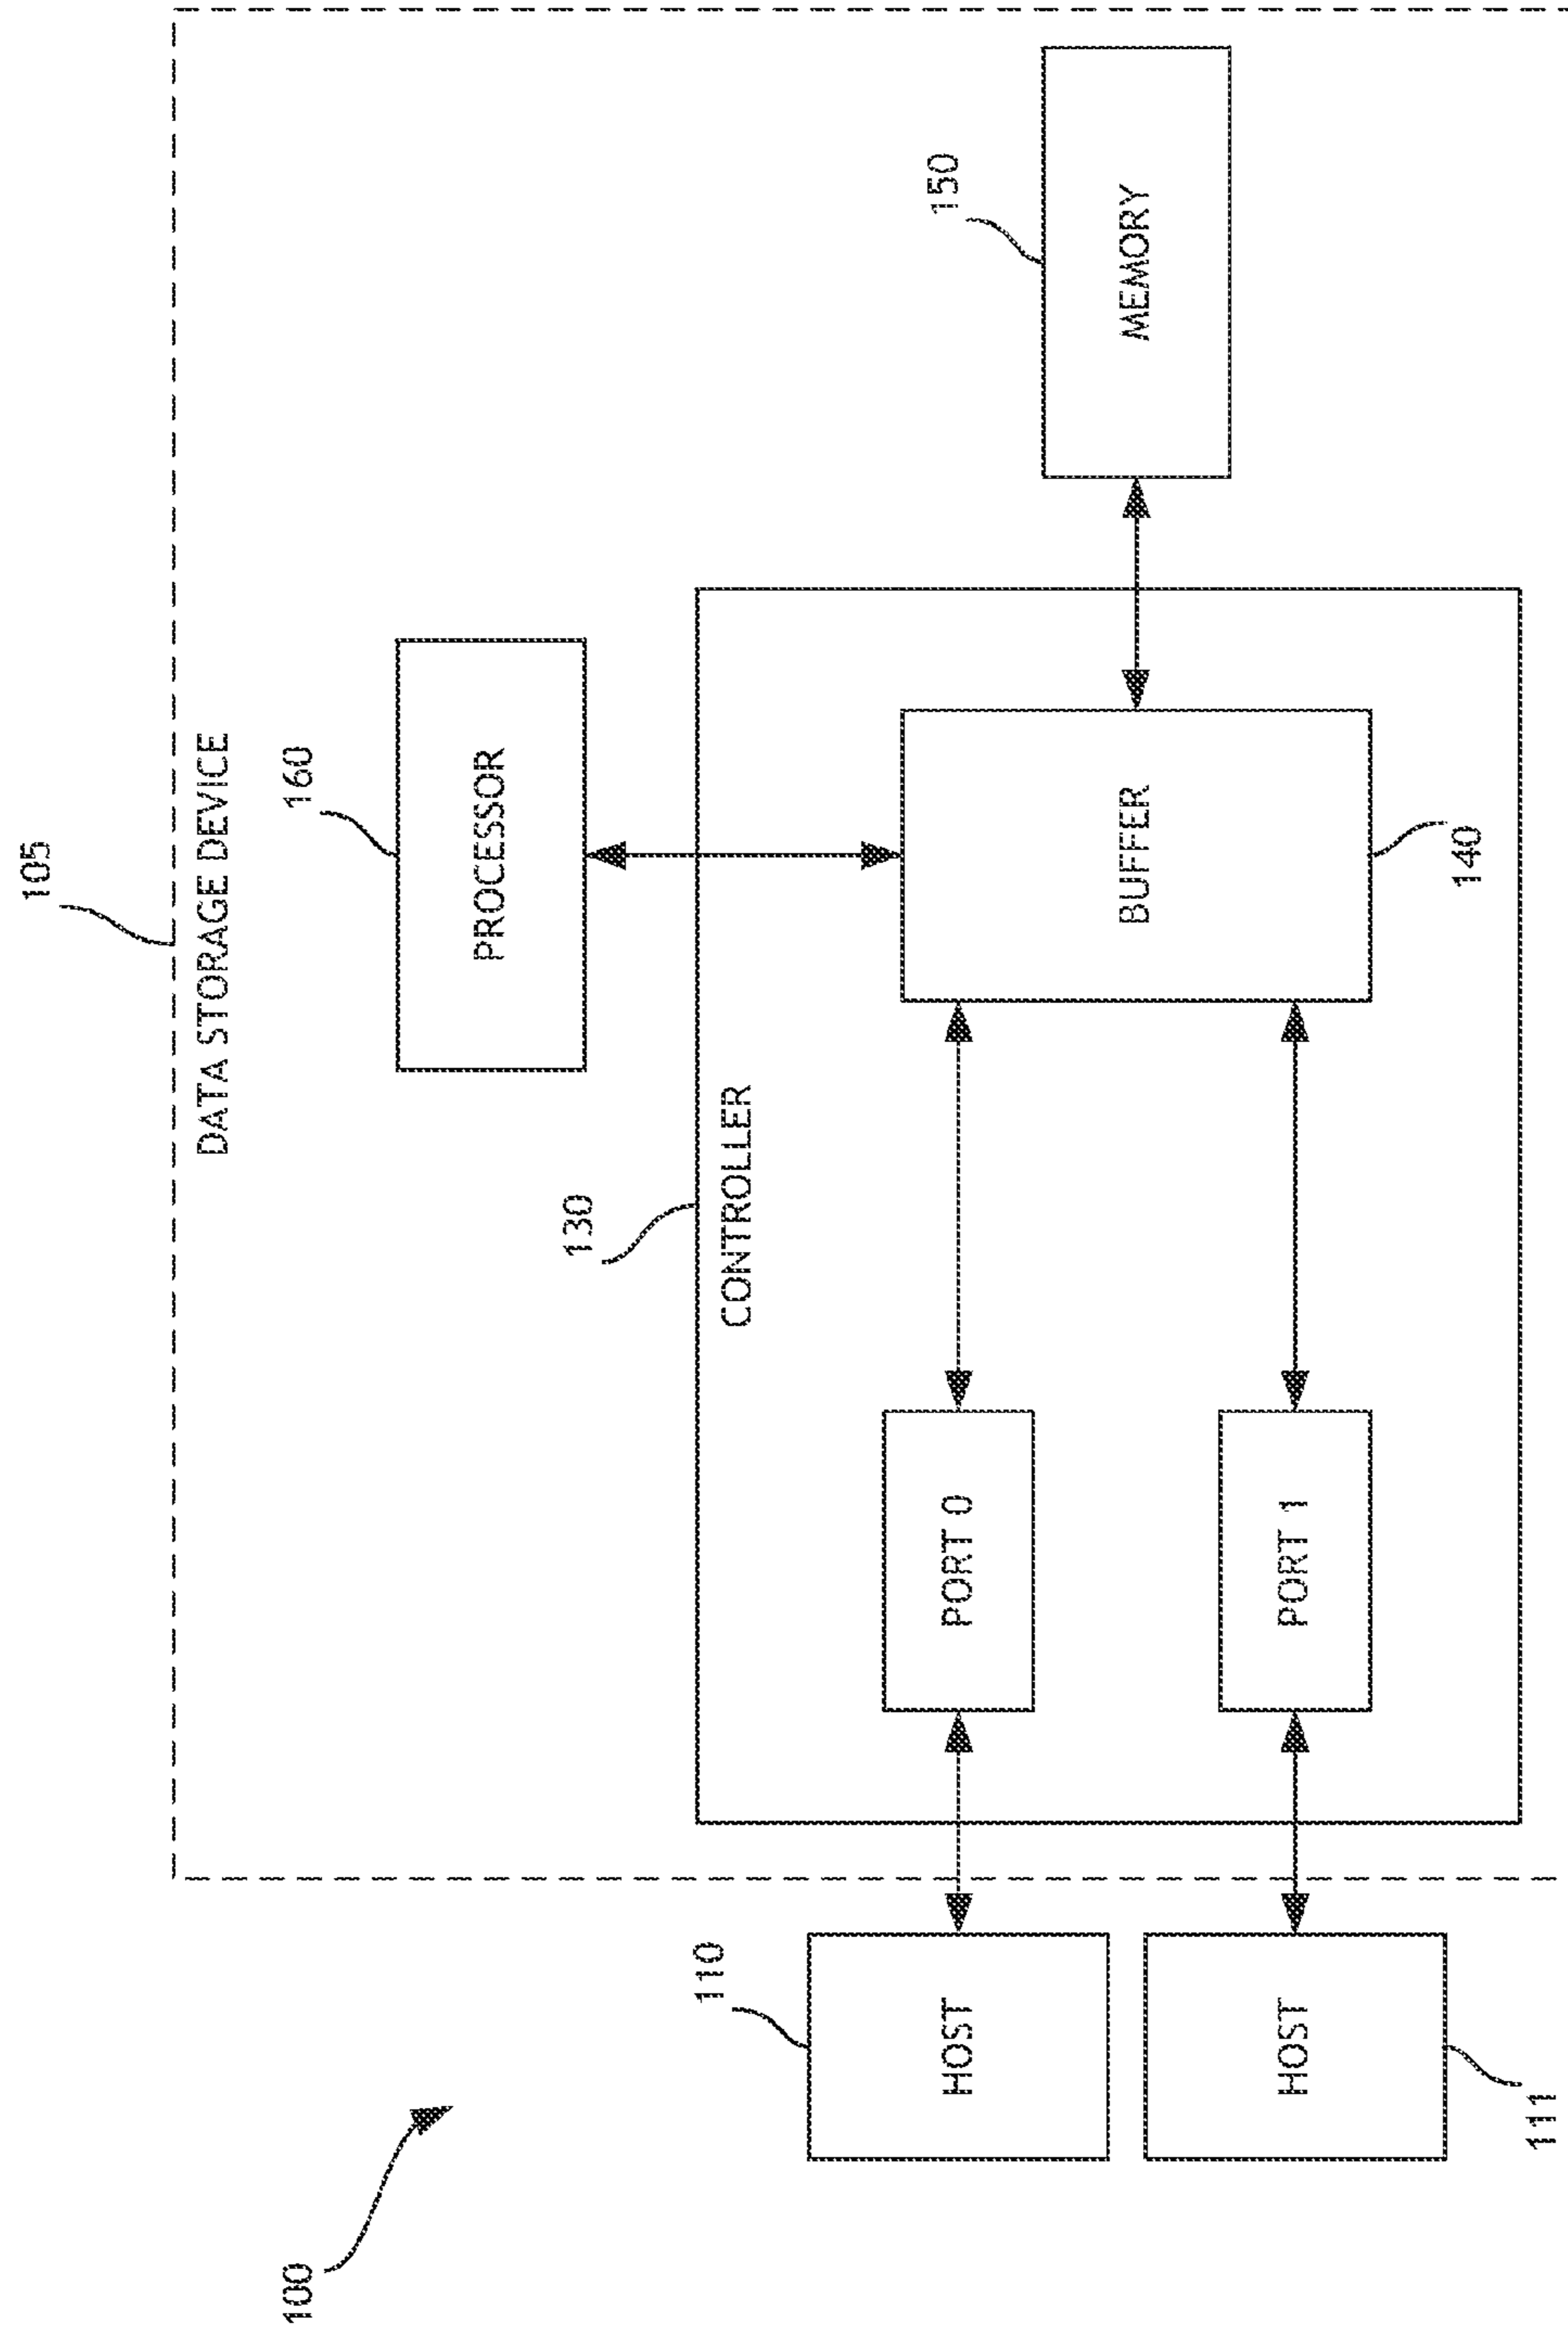 105
DATA STORAGE DEVICE
160
PROCESSOR
150
MEMORY
130
CONTROLLER
BUFFER
140
PORT 0
PORT 1
110
HOST
HOST
111
100